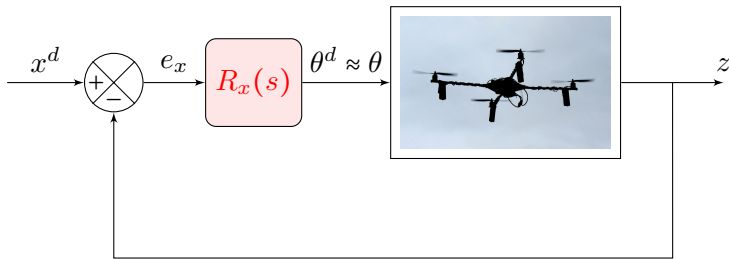 x^d
+
−
e_x
R_x(s)
θ^d ≈ θ
z